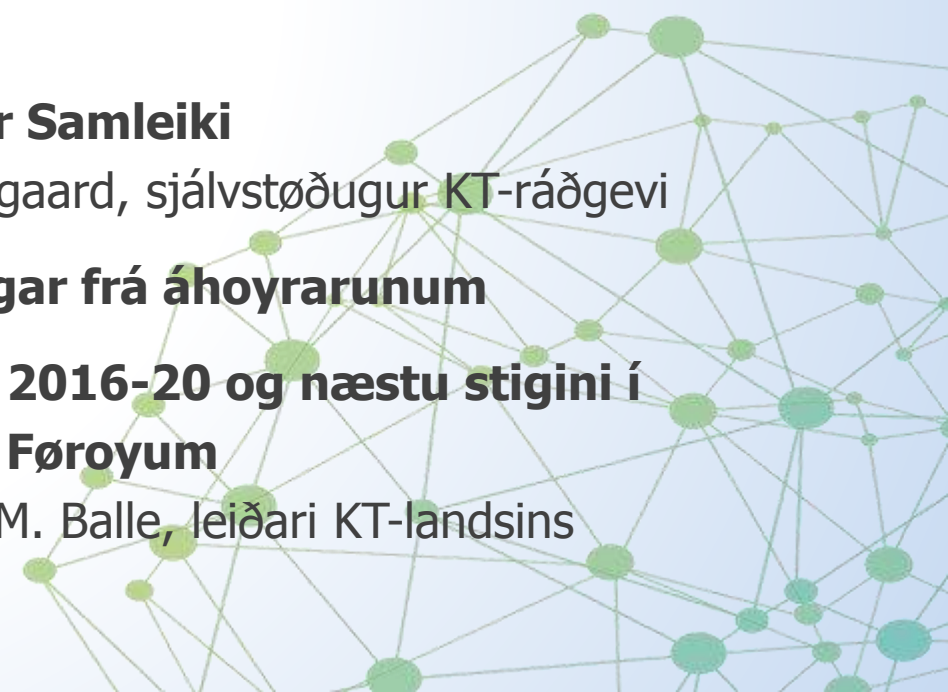 r Samleiki
gaard, sjálvstøðugur KT-ráðgevi
gar frá áhoyrarunum
2016-20 og næstu stigini í
Føroyum
M. Balle, leiðari KT-landsins